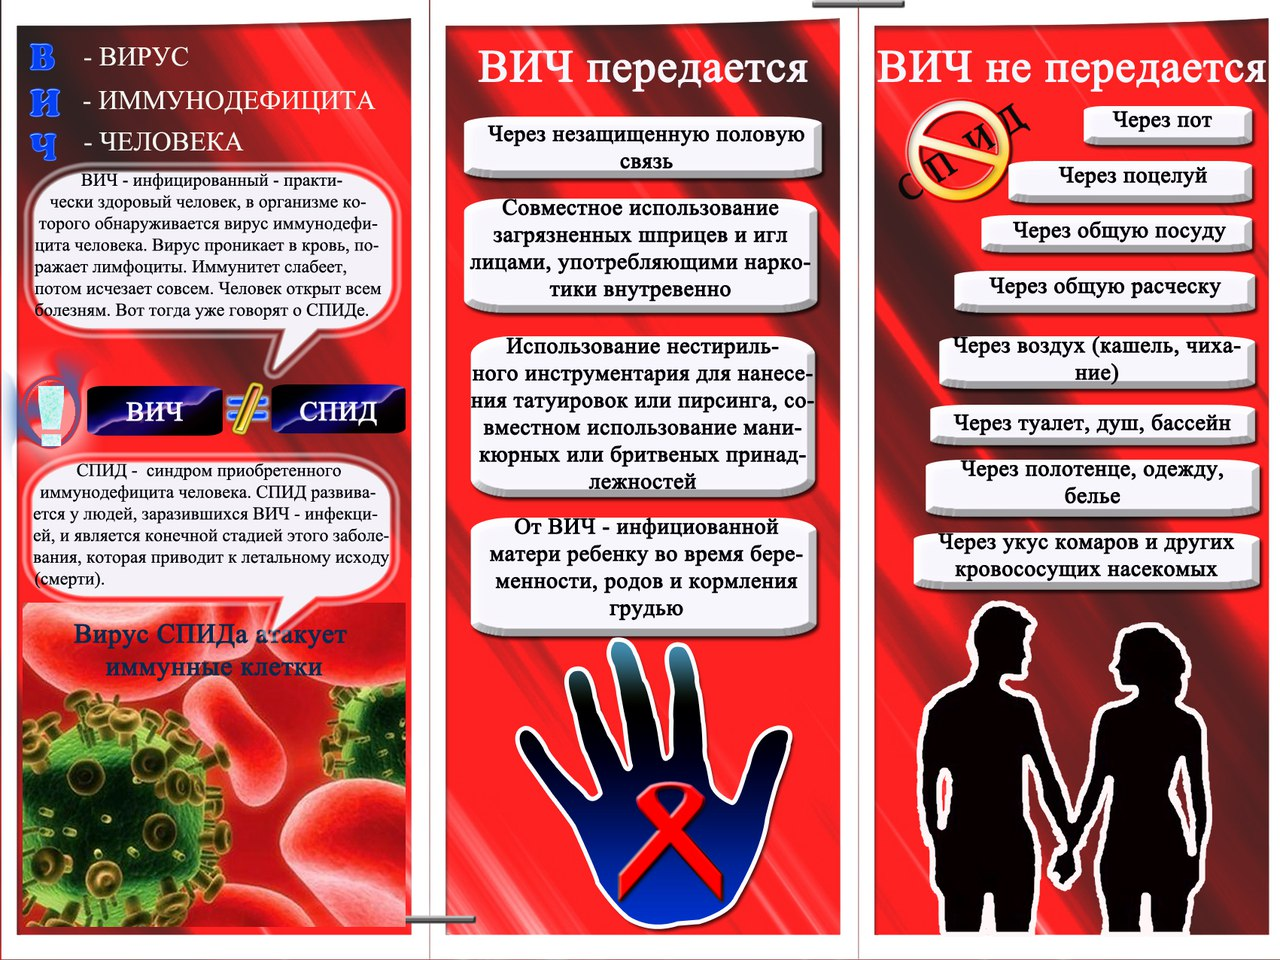 В - ВИРУС
И - ИММУНОДЕФИЦИТА
Ч - ЧЕЛОВЕКА
ВИЧ - инфицированный - практи-
чески здоровый человек, в организме ко-
торого обнаруживается вирус иммунодефи-
цита человека. Вирус проникает в кровь, по-
ражает лимфоциты. Иммунитет слабеет,
потом исчезает совсем. Человек открыт всем
болезням. Вот тогда уже говорят о СПИДе.
! ВИЧ ≠ СПИД
СПИД - синдром приобретенного
иммунодефицита человека. СПИД развива-
ется у людей, заразившихся ВИЧ - инфекци-
ей, и является конечной стадией этого заболе-
вания, которая приводит к летальному исходу
(смерти).
Вирус СПИДа атакует
иммунные клетки
ВИЧ передается
Через незащищенную половую
связь
Совместное использование
загрязненных шприцев и игл
лицами, употребляющими нарко-
тики внутревенно
Использование нестириль-
ного инструментария для нанесе-
ния татуировок или пирсинга, со-
вместном использование мани-
кюрных или бритвеных принад-
лежностей
От ВИЧ - инфициованной
матери ребенку во время бере-
менности, родов и кормления
грудью
ВИЧ не передается
СПИД
Через пот
Через поцелуй
Через общую посуду
Через общую расческу
Через воздух (кашель, чиха-
ние)
Через туалет, душ, бассейн
Через полотенце, одежду,
белье
Через укус комаров и других
кровососущих насекомых